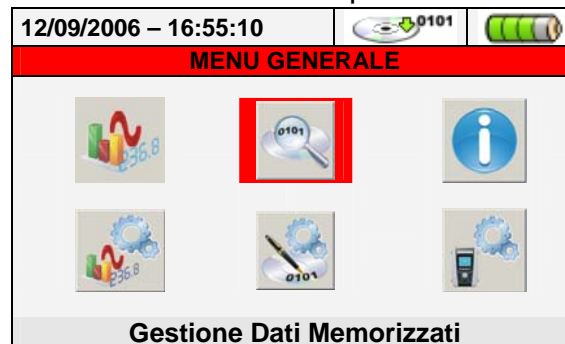 12/09/2006 – 16:55:10 0101
MENU GENERALE
236.8 0101
236.8 0101
Gestione Dati Memorizzati